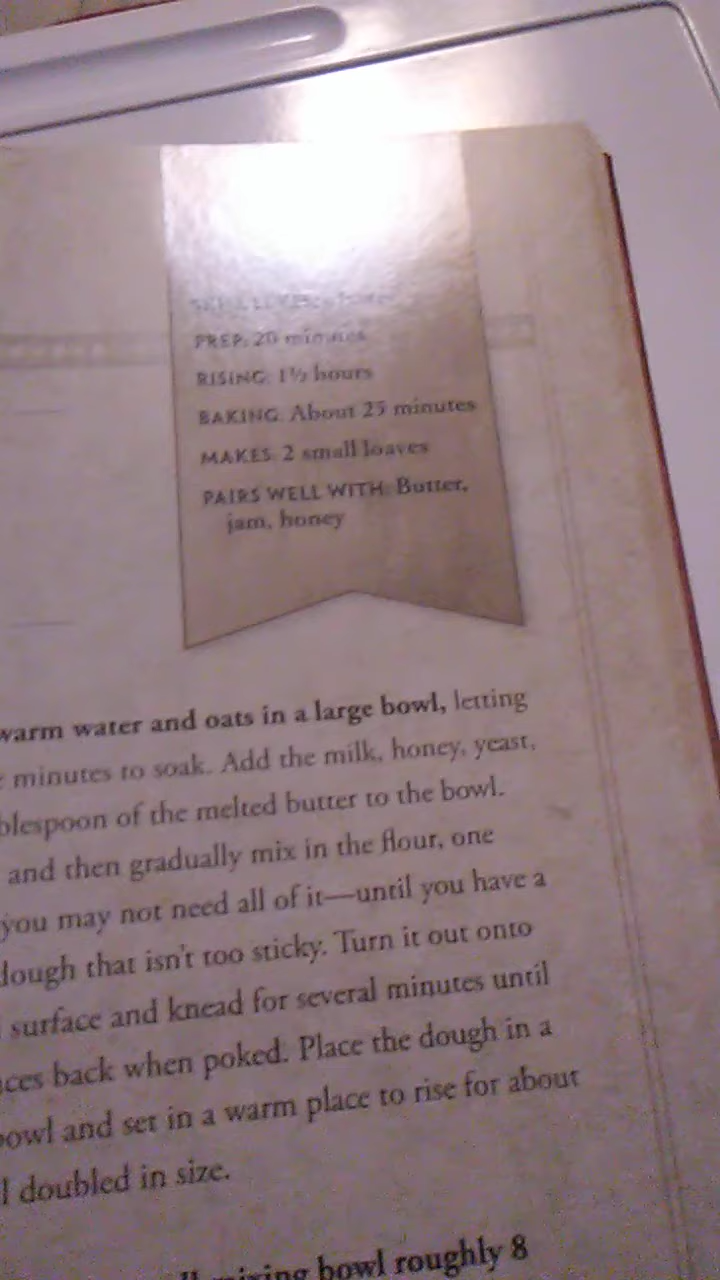 PREP: 20 minutes
RISING: 1½ hours
BAKING: About 25 minutes
MAKES: 2 small loaves
PAIRS WELL WITH: Butter,
jam, honey
warm water and oats in a large bowl, letting
minutes to soak. Add the milk, honey, yeast,
blespoon of the melted butter to the bowl.
and then gradually mix in the flour, one
you may not need all of it—until you have a
dough that isn't too sticky. Turn it out onto
surface and knead for several minutes until
ces back when poked. Place the dough in a
bowl and set in a warm place to rise for about
l doubled in size.
mixing bowl roughly 8